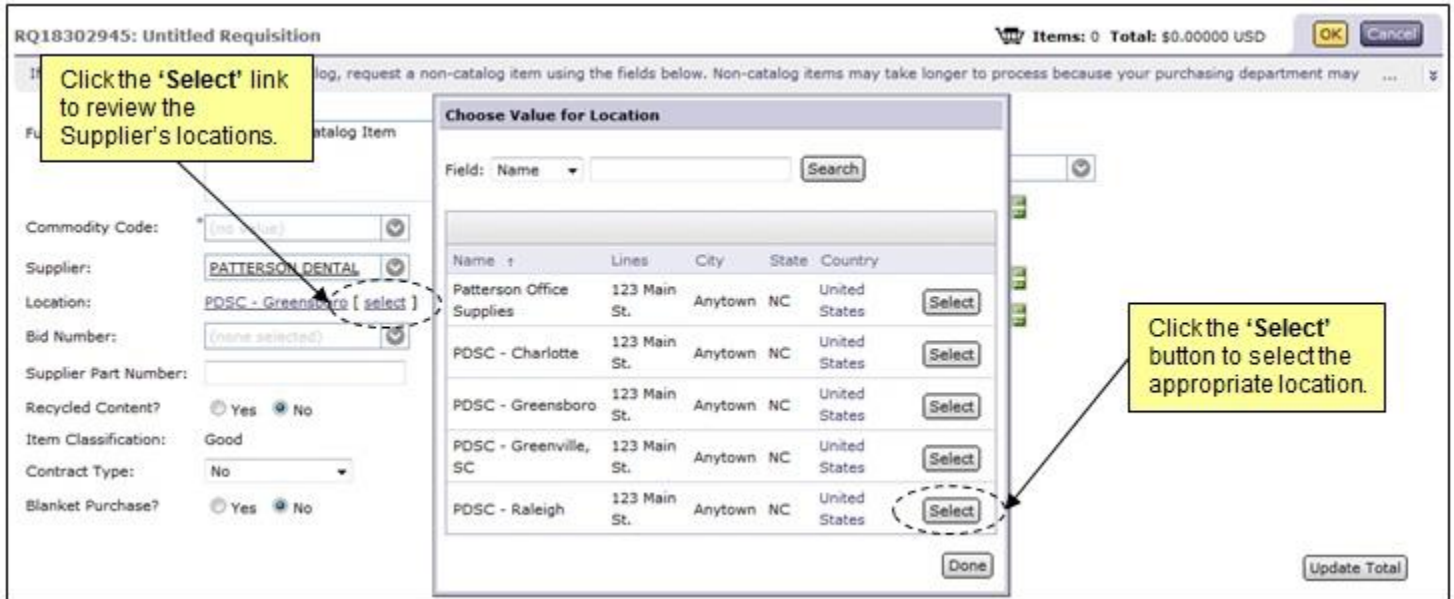 RQ18302945: Untitled Requisition
Items: 0 Total: $0.00000 USD
OK
Cancel
log, request a non-catalog item using the fields below. Non-catalog items may take longer to process because your purchasing department may ...
Click the ‘Select’ link
to review the
Supplier’s locations.
atalog Item
Commodity Code:
* (no value)
Supplier:
PATTERSON DENTAL
Location:
PDSC - Greensboro [ select ]
Bid Number:
(none selected)
Supplier Part Number:
Recycled Content?
Yes No
Item Classification:
Good
Contract Type:
No
Blanket Purchase?
Yes No
Choose Value for Location
Field: Name
Search
Name ↑ Lines City State Country
Patterson Office
Supplies
123 Main
St.
Anytown NC
United
States
Select
PDSC - Charlotte
123 Main
St.
Anytown NC
United
States
Select
PDSC - Greensboro
123 Main
St.
Anytown NC
United
States
Select
PDSC - Greenville,
SC
123 Main
St.
Anytown NC
United
States
Select
PDSC - Raleigh
123 Main
St.
Anytown NC
United
States
Select
Done
Click the ‘Select’
button to select the
appropriate location.
Update Total